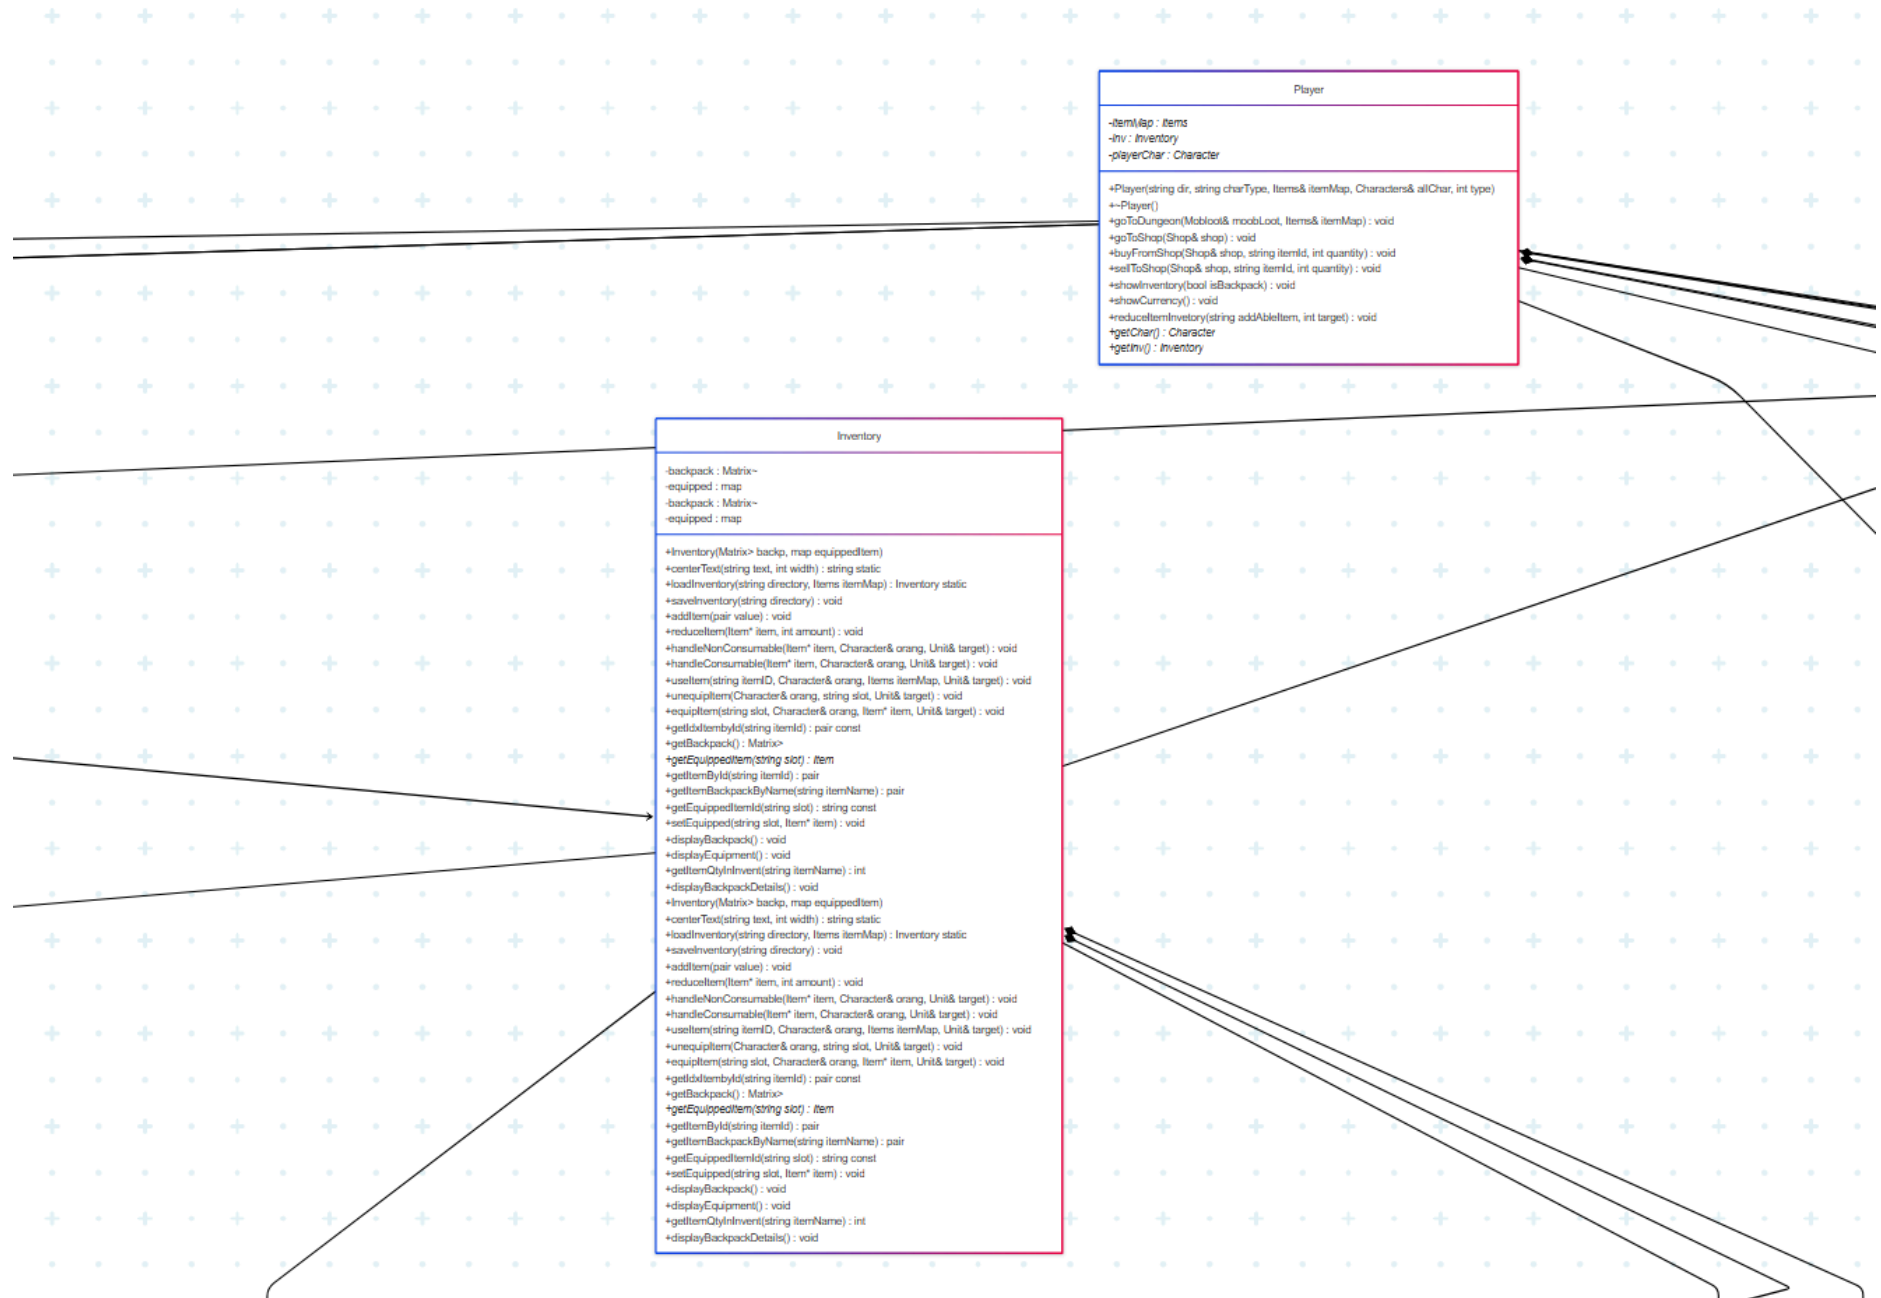 Player
-itemMap : Items
-inv : Inventory
-playerChar : Character
+Player(string dir, string charType, Items& itemMap, Characters& allChar, int type)
+~Player()
+goToDungeon(Mobloot& moobLoot, Items& itemMap) : void
+goToShop(Shop& shop) : void
+buyFromShop(Shop& shop, string itemId, int quantity) : void
+sellToShop(Shop& shop, string itemId, int quantity) : void
+showInventory(bool isBackpack) : void
+showCurrency() : void
+reduceItemInvetory(string addAbleItem, int target) : void
+getChar() : Character
+getInv() : Inventory
Inventory
-backpack : Matrix~
-equipped : map
-backpack : Matrix~
-equipped : map
+Inventory(Matrix> backp, map equippedItem)
+centerText(string text, int width) : string static
+loadInventory(string directory, Items itemMap) : Inventory static
+saveInventory(string directory) : void
+addItem(pair value) : void
+reduceItem(Item* item, int amount) : void
+handleNonConsumable(Item* item, Character& orang, Unit& target) : void
+handleConsumable(Item* item, Character& orang, Unit& target) : void
+useItem(string itemID, Character& orang, Items itemMap, Unit& target) : void
+unequipItem(Character& orang, string slot, Unit& target) : void
+equipItem(string slot, Character& orang, Item* item, Unit& target) : void
+getIdxItembyId(string itemId) : pair const
+getBackpack() : Matrix>
+getEquippedItem(string slot) : Item
+getItemById(string itemId) : pair
+getItemBackpackByName(string itemName) : pair
+getEquippedItemId(string slot) : string const
+setEquipped(string slot, Item* item) : void
+displayBackpack() : void
+displayEquipment() : void
+getItemQtyInInvent(string itemName) : int
+displayBackpackDetails() : void
+Inventory(Matrix> backp, map equippedItem)
+centerText(string text, int width) : string static
+loadInventory(string directory, Items itemMap) : Inventory static
+saveInventory(string directory) : void
+addItem(pair value) : void
+reduceItem(Item* item, int amount) : void
+handleNonConsumable(Item* item, Character& orang, Unit& target) : void
+handleConsumable(Item* item, Character& orang, Unit& target) : void
+useItem(string itemID, Character& orang, Items itemMap, Unit& target) : void
+unequipItem(Character& orang, string slot, Unit& target) : void
+equipItem(string slot, Character& orang, Item* item, Unit& target) : void
+getIdxItembyId(string itemId) : pair const
+getBackpack() : Matrix>
+getEquippedItem(string slot) : Item
+getItemById(string itemId) : pair
+getItemBackpackByName(string itemName) : pair
+getEquippedItemId(string slot) : string const
+setEquipped(string slot, Item* item) : void
+displayBackpack() : void
+displayEquipment() : void
+getItemQtyInInvent(string itemName) : int
+displayBackpackDetails() : void